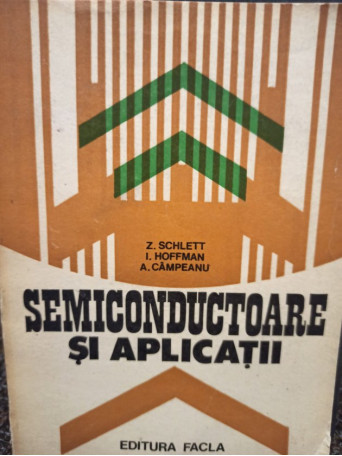 Z. SCHLETT
I. HOFFMAN
A. CÂMPEANU
SEMICONDUCTOARE
ȘI APLICAȚII
EDITURA FACLA